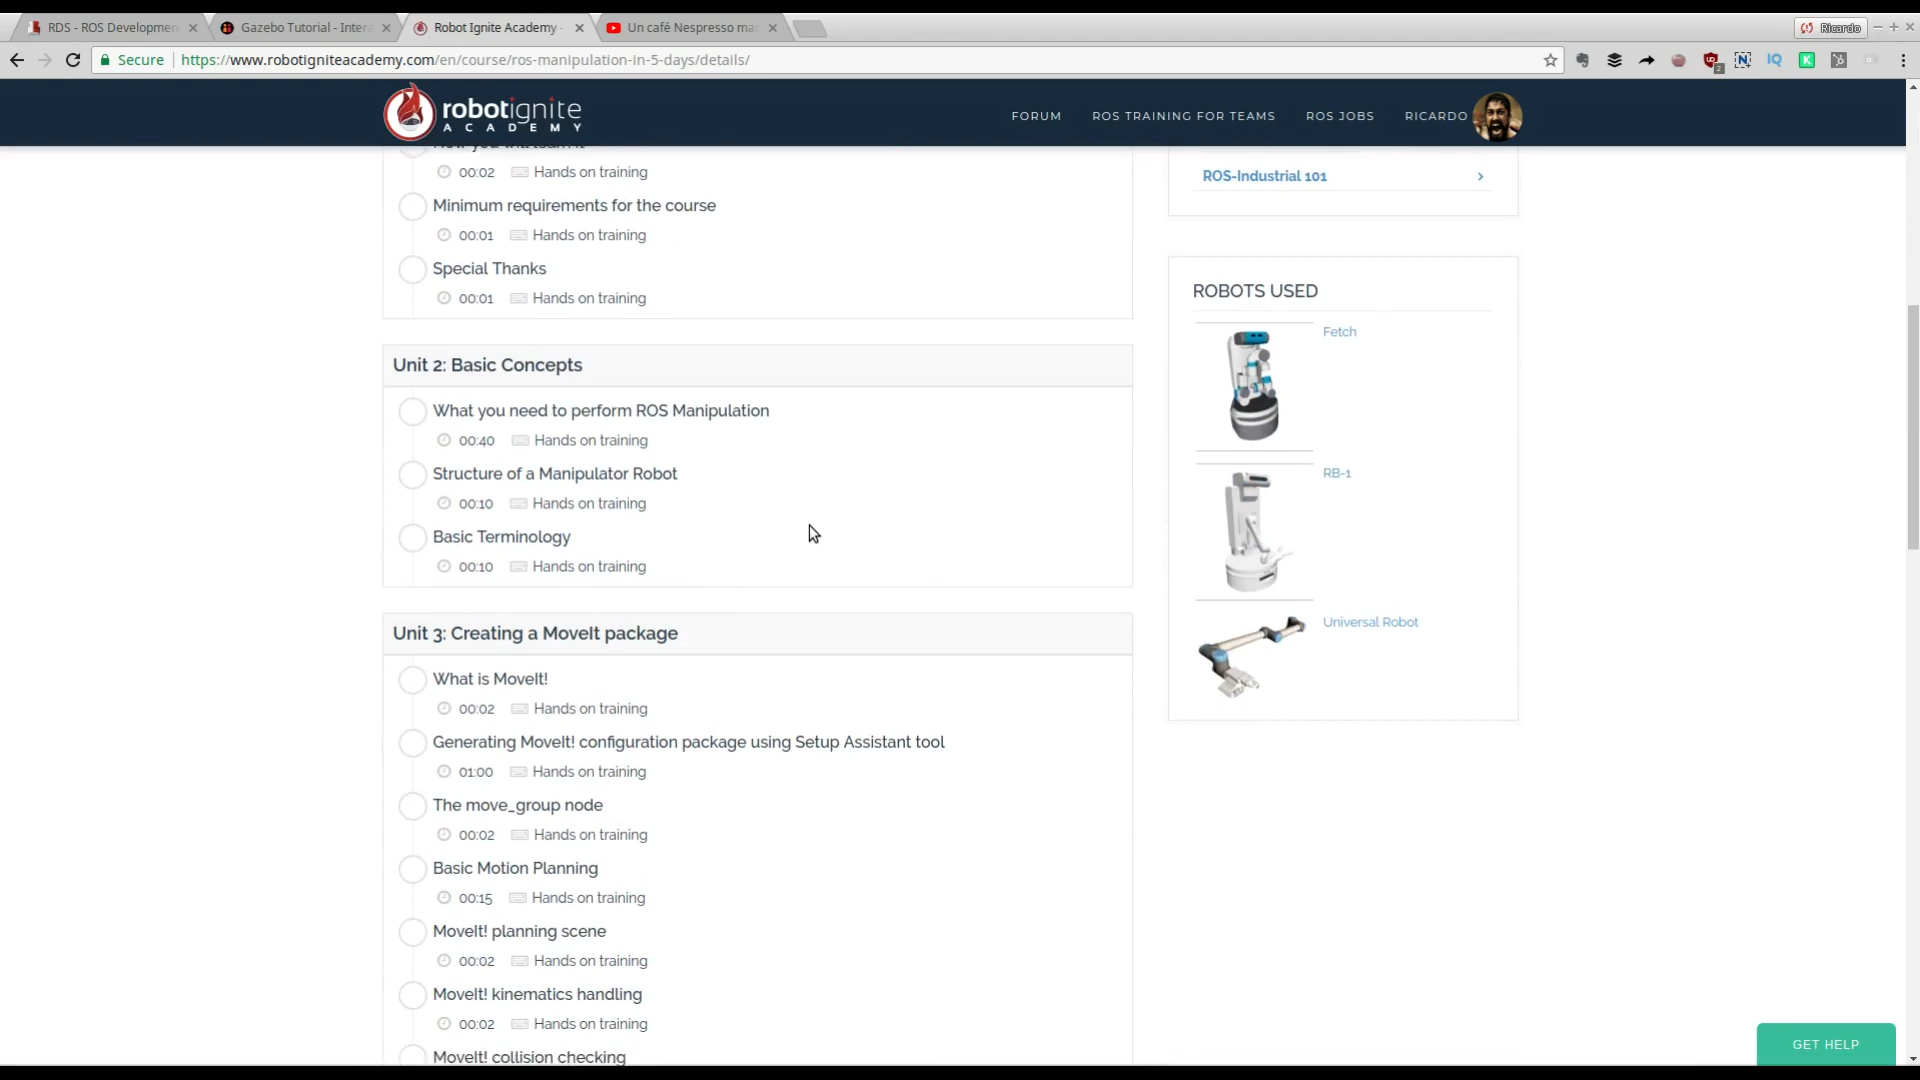 RDS - ROS Developmen
Gazebo Tutorial - Intera
Robot Ignite Academy -
Un café Nespresso ma
Ricardo
Secure
https://www.robotigniteacademy.com/en/course/ros-manipulation-in-5-days/details/
robotignite
ACADEMY
FORUM
ROS TRAINING FOR TEAMS
ROS JOBS
RICARDO
How you will learn it
00:02 Hands on training
Minimum requirements for the course
00:01 Hands on training
Special Thanks
00:01 Hands on training
Unit 2: Basic Concepts
What you need to perform ROS Manipulation
00:40 Hands on training
Structure of a Manipulator Robot
00:10 Hands on training
Basic Terminology
00:10 Hands on training
Unit 3: Creating a MoveIt package
What is MoveIt!
00:02 Hands on training
Generating MoveIt! configuration package using Setup Assistant tool
01:00 Hands on training
The move_group node
00:02 Hands on training
Basic Motion Planning
00:15 Hands on training
MoveIt! planning scene
00:02 Hands on training
MoveIt! kinematics handling
00:02 Hands on training
MoveIt! collision checking
ROS-Industrial 101
ROBOTS USED
Fetch
RB-1
Universal Robot
GET HELP